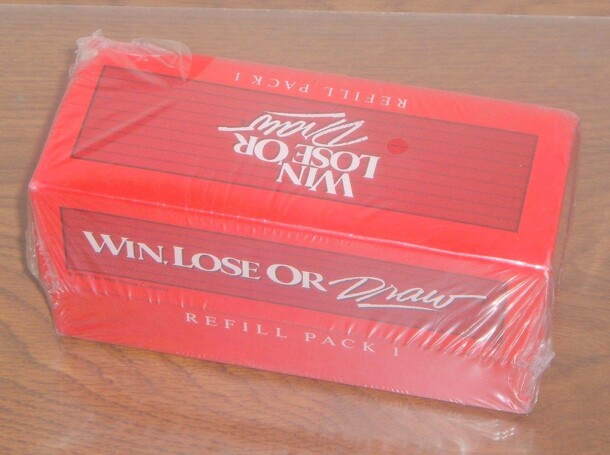 REFILL PACK 1
WIN,
LOSE OR
Draw
WIN, LOSE OR Draw
REFILL PACK 1